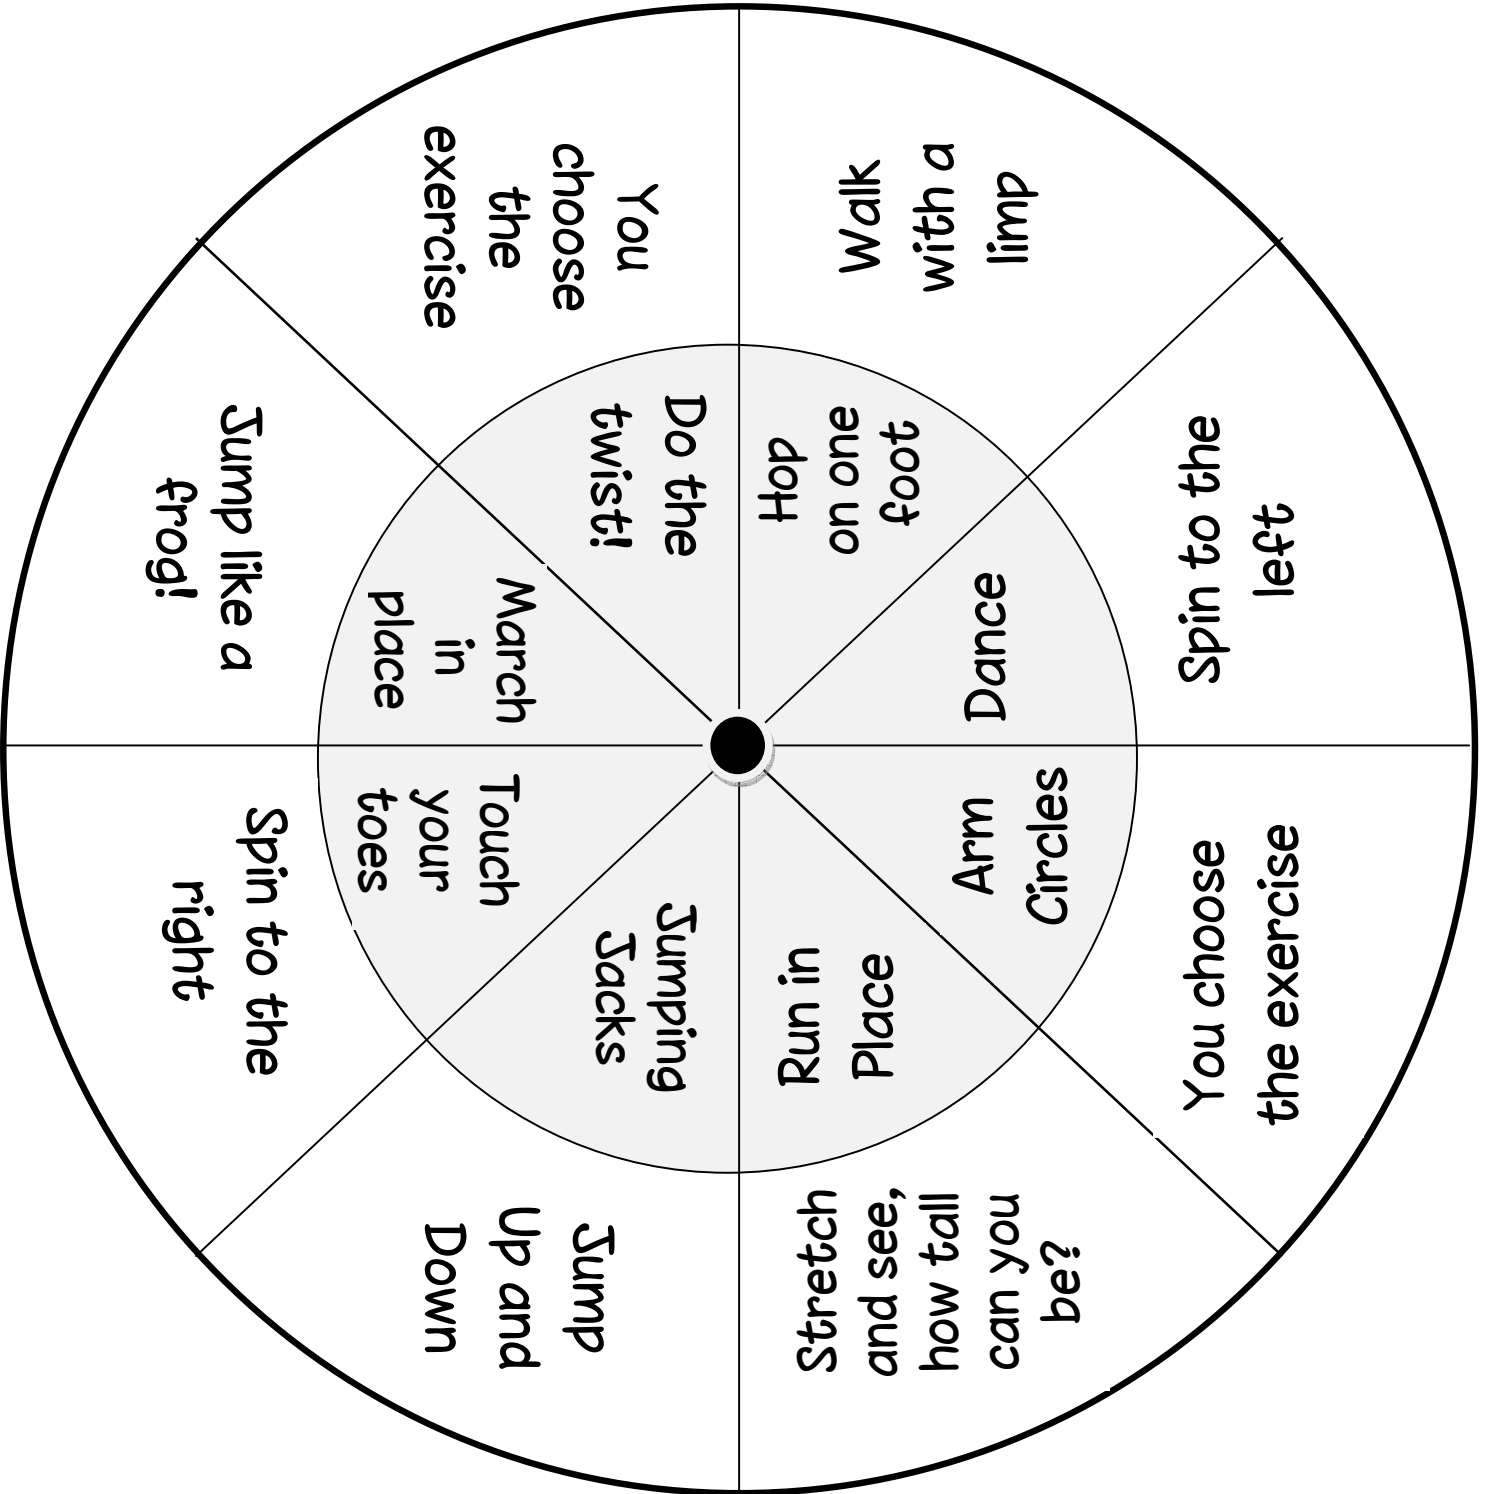 You
choose
the
exercise
Walk
with a
limp
Spin to the
left
You choose
the exercise
Stretch
and see,
how tall
can you
be?
Jump
Up and
Down
Spin to the
right
Jump like a
frog!
Do the
twist!
Hop
on one
foot
Dance
Arm
Circles
Run in
Place
Jumping
Jacks
Touch
your
toes
March
in
place